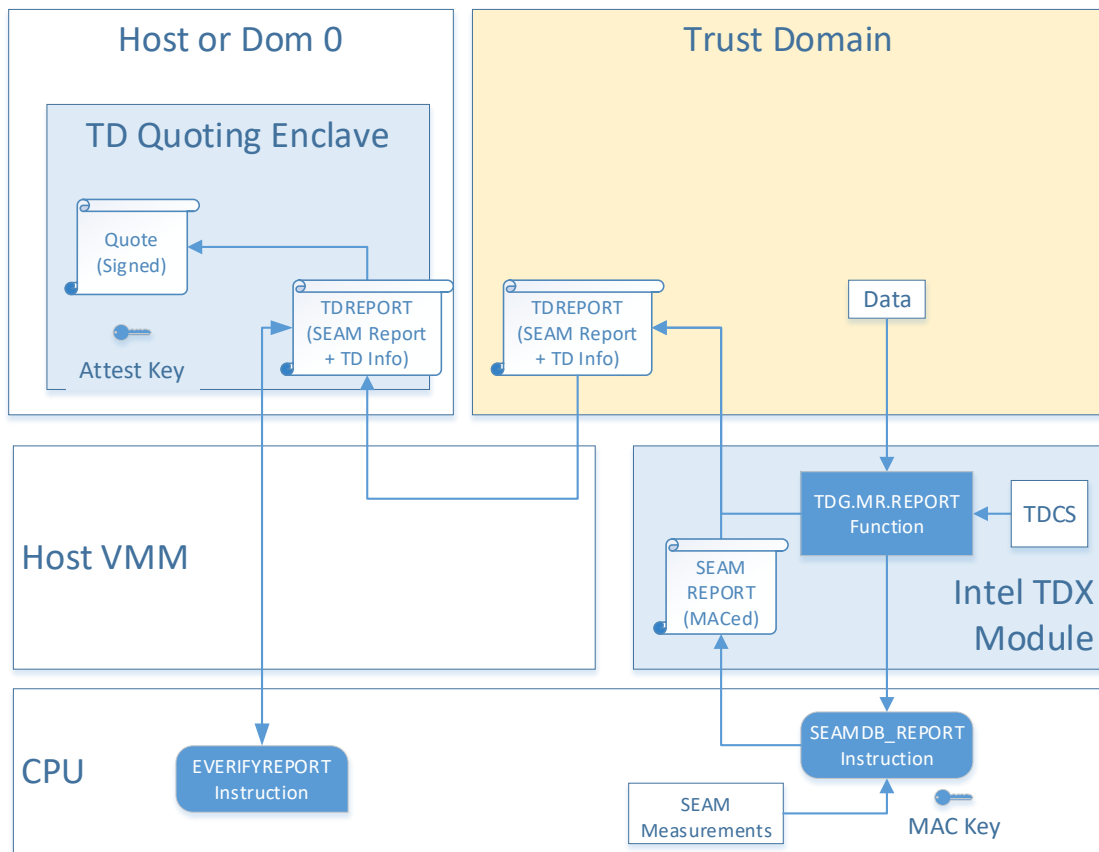 Host or Dom 0
TD Quoting Enclave
Quote
(Signed)
Attest Key
TDREPORT
(SEAM Report
+ TD Info)
Trust Domain
TDREPORT
(SEAM Report
+ TD Info)
Data
Host VMM
TDG.MR.REPORT
Function
TDCS
SEAM
REPORT
(MACed)
Intel TDX
Module
CPU
EVERIFYREPORT
Instruction
SEAMDB_REPORT
Instruction
SEAM
Measurements
MAC Key